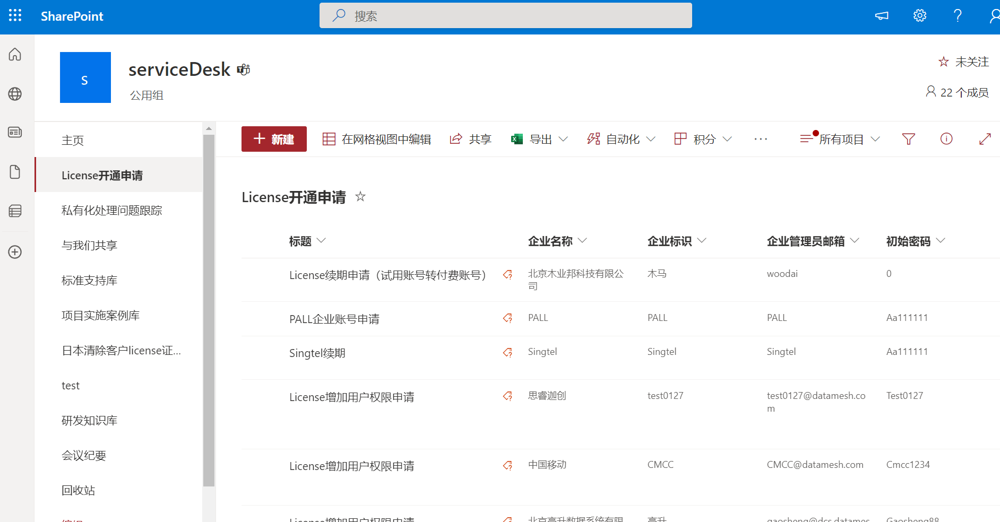 SharePoint
搜索
serviceDesk
公用组
未关注
22 个成员
主页
License开通申请
私有化处理问题跟踪
与我们共享
标准支持库
项目实施案例库
日本清除客户license证...
test
研发知识库
会议纪要
回收站
编辑
新建 在网格视图中编辑 共享 导出 自动化 积分 ··· 所有项目
License开通申请
标题 企业名称 企业标识 企业管理员邮箱 初始密码
License续期申请（试用账号转付费账号） 北京木业邦科技有限公 木马 woodai 0
司
PALL企业账号申请 PALL PALL PALL Aa111111
Singtel续期 Singtel Singtel Singtel Aa111111
License增加用户权限申请 思睿迦创 test0127 test0127@datamesh.co Test0127
m
License增加用户权限申请 中国移动 CMCC CMCC@datamesh.com Cmcc1234
License增加用户权限申请 北京高升数据系统有限 高升 gaosheng@dcs.datames Gaosheng88